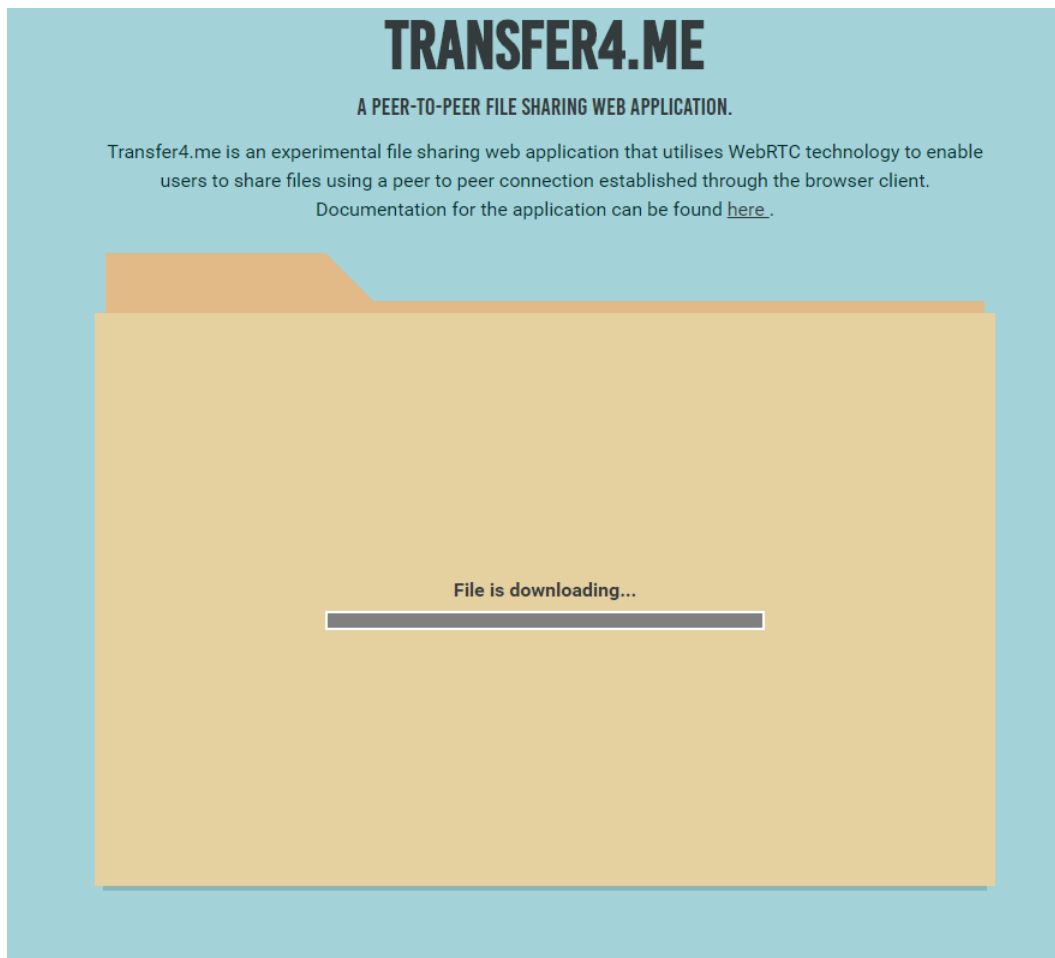 TRANSFER4.ME
A PEER-TO-PEER FILE SHARING WEB APPLICATION.
Transfer4.me is an experimental file sharing web application that utilises WebRTC technology to enable
users to share files using a peer to peer connection established through the browser client.
Documentation for the application can be found here .
File is downloading...